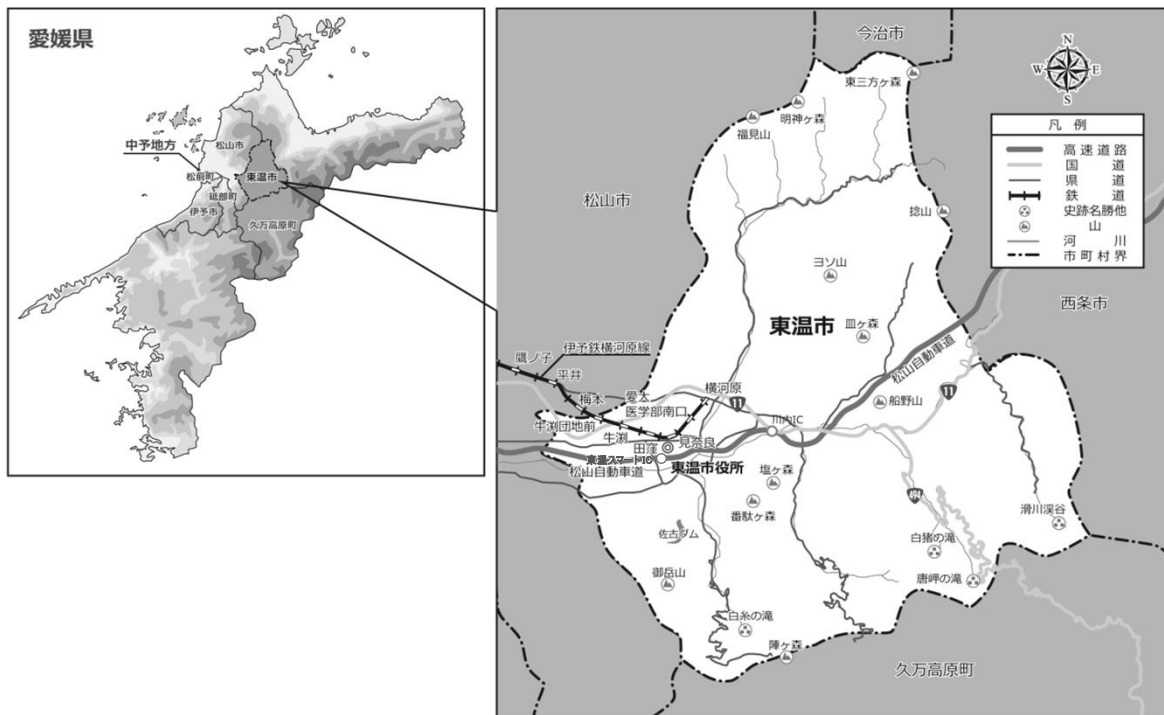 愛媛県
中予地方
松山市
松前町
東温市
砥部町
伊予市
久万高原町
今治市
東三方ヶ森
明神ヶ森
福見山
N
W
E
S
凡 例
高速道路
国 道
県 道
鉄 道
史跡名勝他
山
河 川
市町村界
松山市
捻山
ヨソ山
西条市
東温市
皿ヶ森
伊予鉄横河原線
鷹ノ子
平井
松山自動車道
梅本
愛大
医学部南口
横河原
11
11
船野山
牛渕団地前
牛渕
川内IC
田窪
見奈良
東温スマートIC
松山自動車道
東温市役所
塩ヶ森
番駄ヶ森
494
滑川渓谷
佐古ダム
白猪の滝
御岳山
唐岬の滝
白糸の滝
陣ヶ森
久万高原町